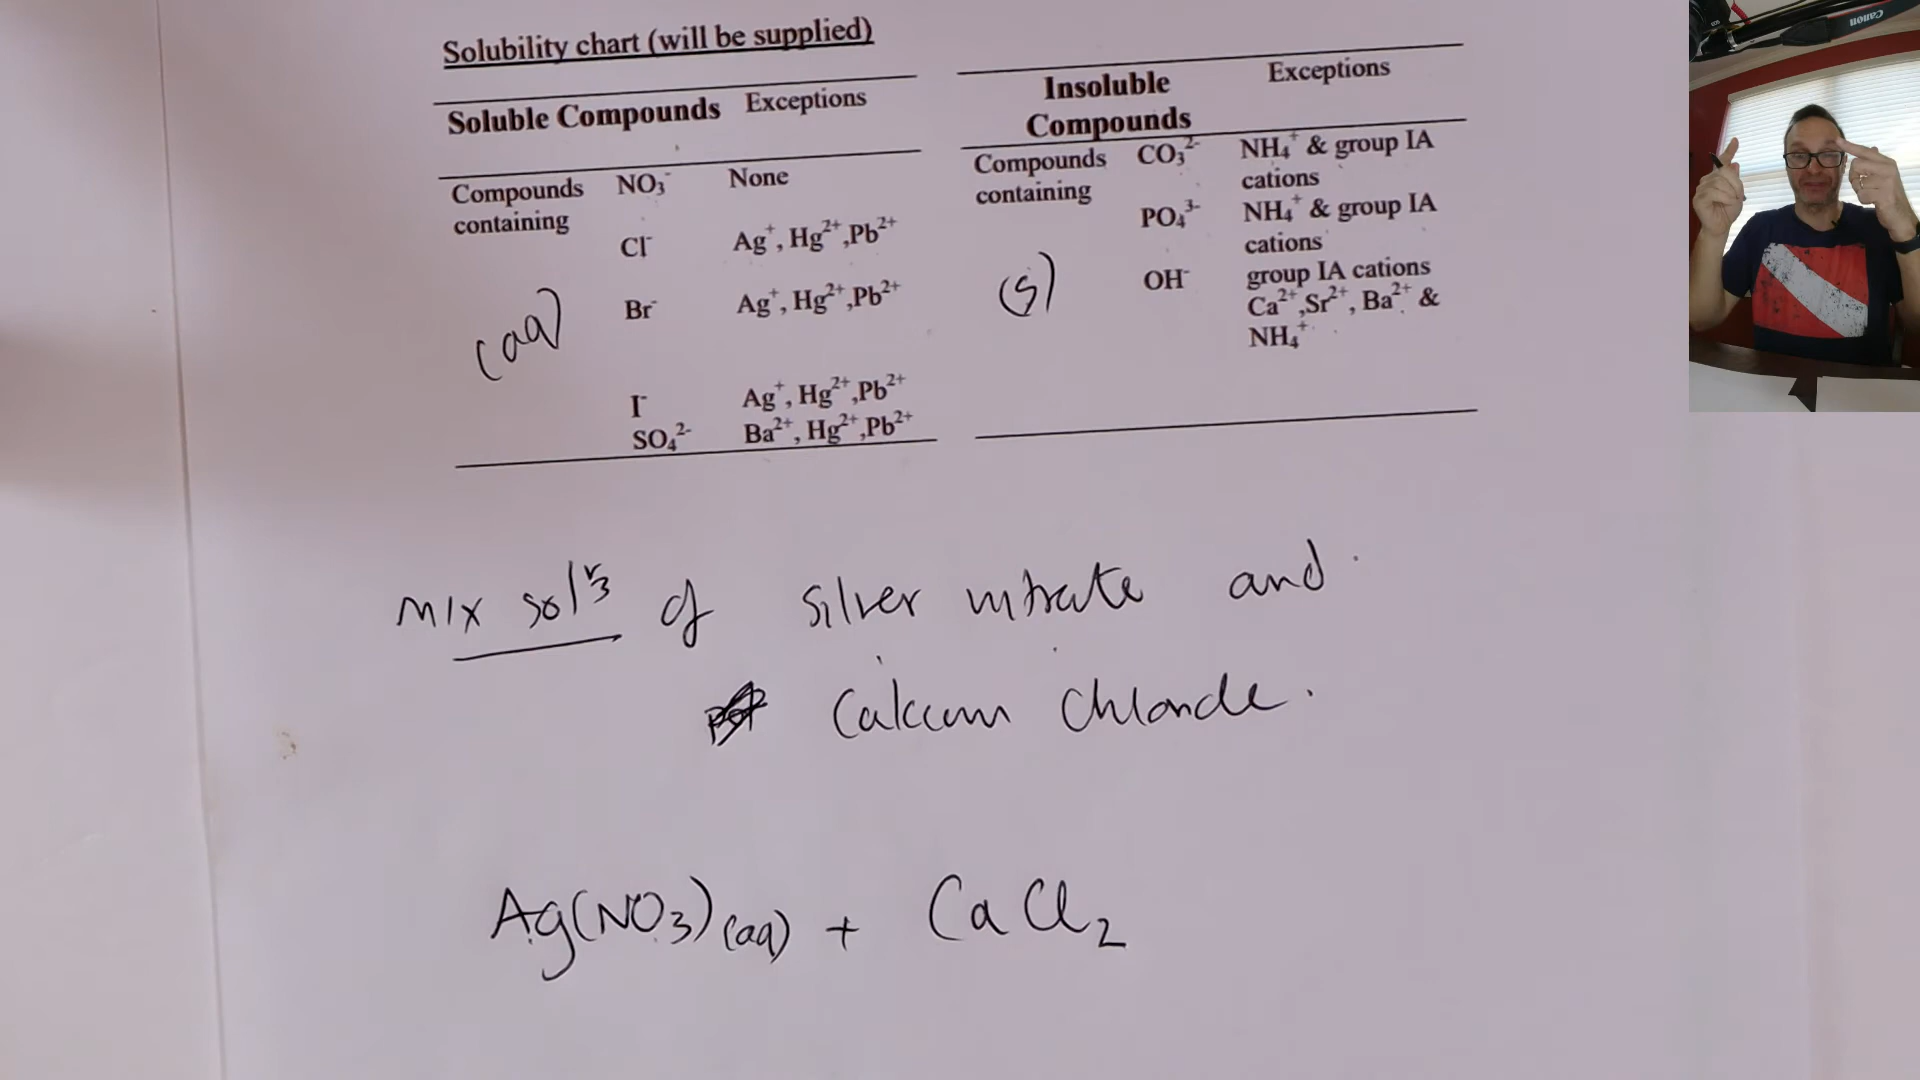 Solubility chart (will be supplied)
Soluble Compounds Exceptions
Compounds containing NO₃⁻ None
Cl⁻ Ag⁺, Hg²⁺,Pb²⁺
Br⁻ Ag⁺, Hg²⁺,Pb²⁺
(aq)
I⁻ Ag⁺, Hg²⁺,Pb²⁺
SO₄²⁻ Ba²⁺, Hg²⁺,Pb²⁺
Insoluble Compounds Exceptions
Compounds containing CO₃²⁻ NH₄⁺ & group IA cations
PO₄³⁻ NH₄⁺ & group IA cations
(s)
OH⁻ group IA cations
Ca²⁺,Sr²⁺, Ba²⁺ &
NH₄⁺
mix solⁿs of silver nitrate and
Calcium Chloride.
Ag(NO₃)(aq) + CaCl₂
Canon